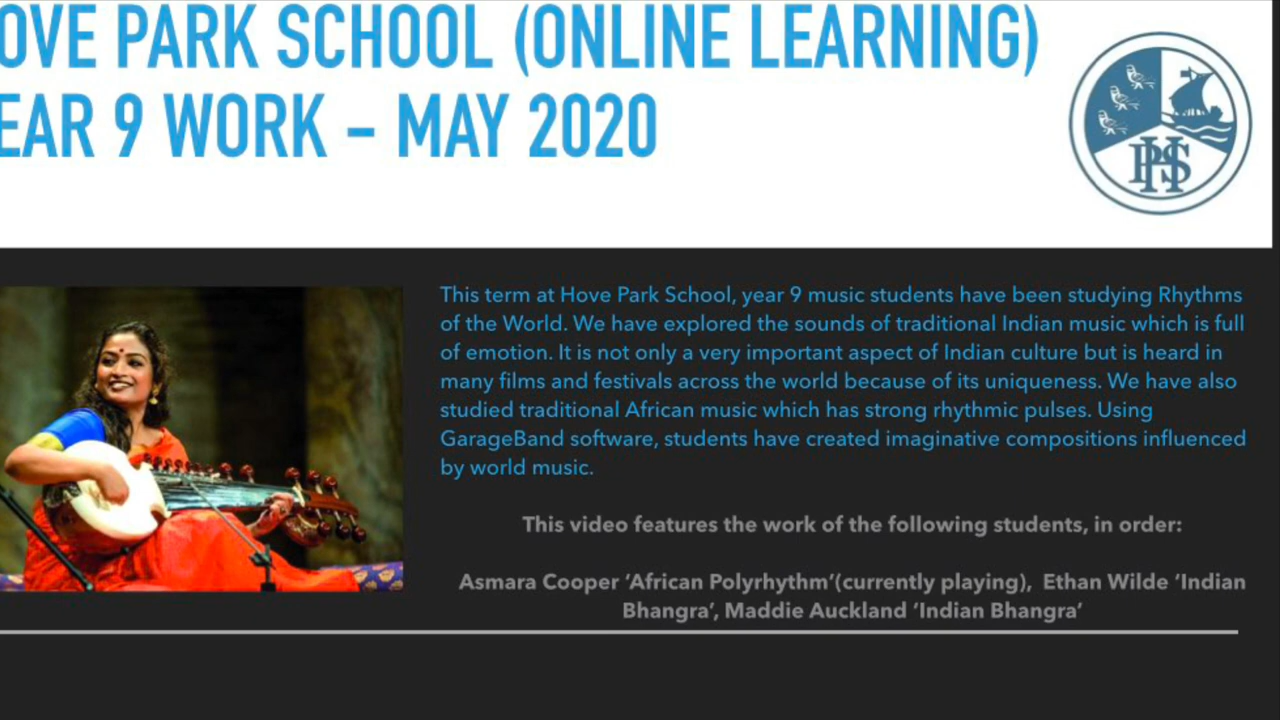 OVE PARK SCHOOL (ONLINE LEARNING)
EAR 9 WORK – MAY 2020
HPS
This term at Hove Park School, year 9 music students have been studying Rhythms
of the World. We have explored the sounds of traditional Indian music which is full
of emotion. It is not only a very important aspect of Indian culture but is heard in
many films and festivals across the world because of its uniqueness. We have also
studied traditional African music which has strong rhythmic pulses. Using
GarageBand software, students have created imaginative compositions influenced
by world music.
This video features the work of the following students, in order:
Asmara Cooper ‘African Polyrhythm’(currently playing),  Ethan Wilde ‘Indian
Bhangra’, Maddie Auckland ‘Indian Bhangra’